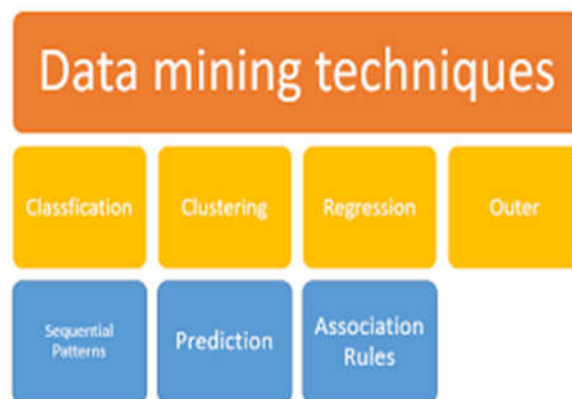 Data mining techniques
Classfication
Clustering
Regression
Outer
Sequential
Patterns
Prediction
Association
Rules